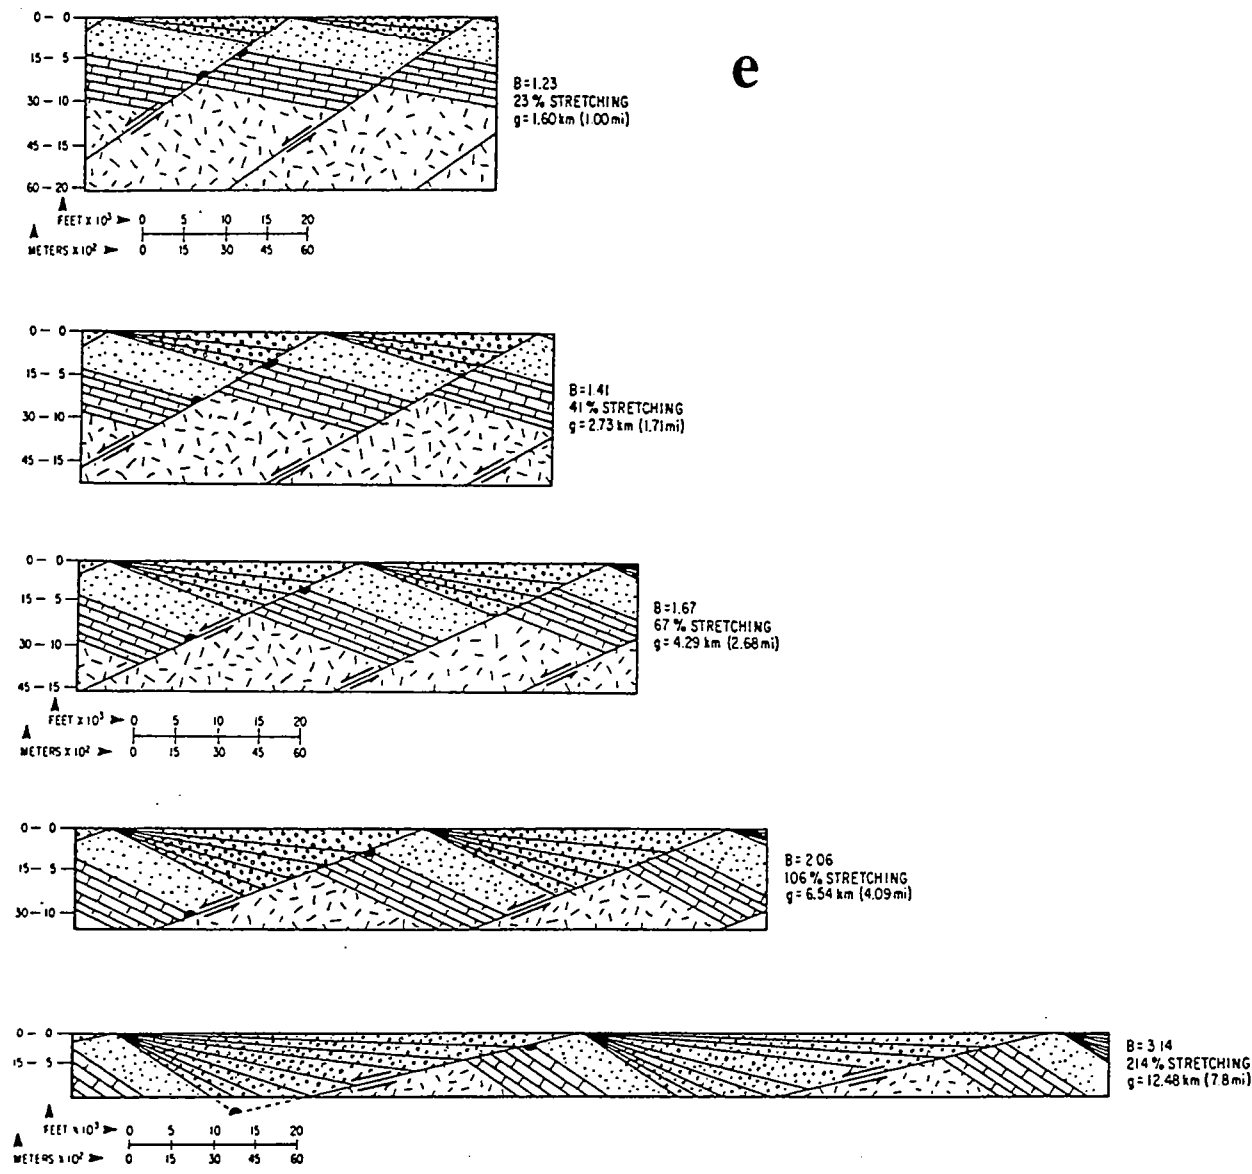 e
0 – 0
15 – 5
30 – 10
45 – 15
60 – 20
B = 1.23
23 % STRETCHING
g = 1.60 km (1.00 mi)
FEET x 10³ 0 5 10 15 20
METERS x 10² 0 15 30 45 60
0 – 0
15 – 5
30 – 10
45 – 15
B = 1.41
41 % STRETCHING
g = 2.73 km (1.71 mi)
0 – 0
15 – 5
30 – 10
45 – 15
B = 1.67
67 % STRETCHING
g = 4.29 km (2.68 mi)
FEET x 10³ 0 5 10 15 20
METERS x 10² 0 15 30 45 60
0 – 0
15 – 5
30 – 10
B = 2.06
106 % STRETCHING
g = 6.54 km (4.09 mi)
0 – 0
15 – 5
B = 3.14
214 % STRETCHING
g = 12.48 km (7.8 mi)
FEET x 10³ 0 5 10 15 20
METERS x 10² 0 15 30 45 60